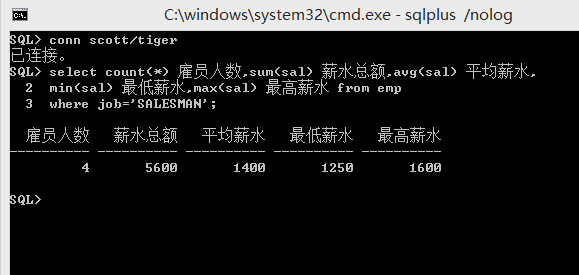 C:\windows\system32\cmd.exe - sqlplus /nolog
SQL> conn scott/tiger
已连接。
SQL> select count(*) 雇员人数,sum(sal) 薪水总额,avg(sal) 平均薪水,
2 min(sal) 最低薪水,max(sal) 最高薪水 from emp
3 where job='SALESMAN';
雇员人数 薪水总额 平均薪水 最低薪水 最高薪水
---------- ---------- ---------- ---------- ----------
4 5600 1400 1250 1600
SQL>